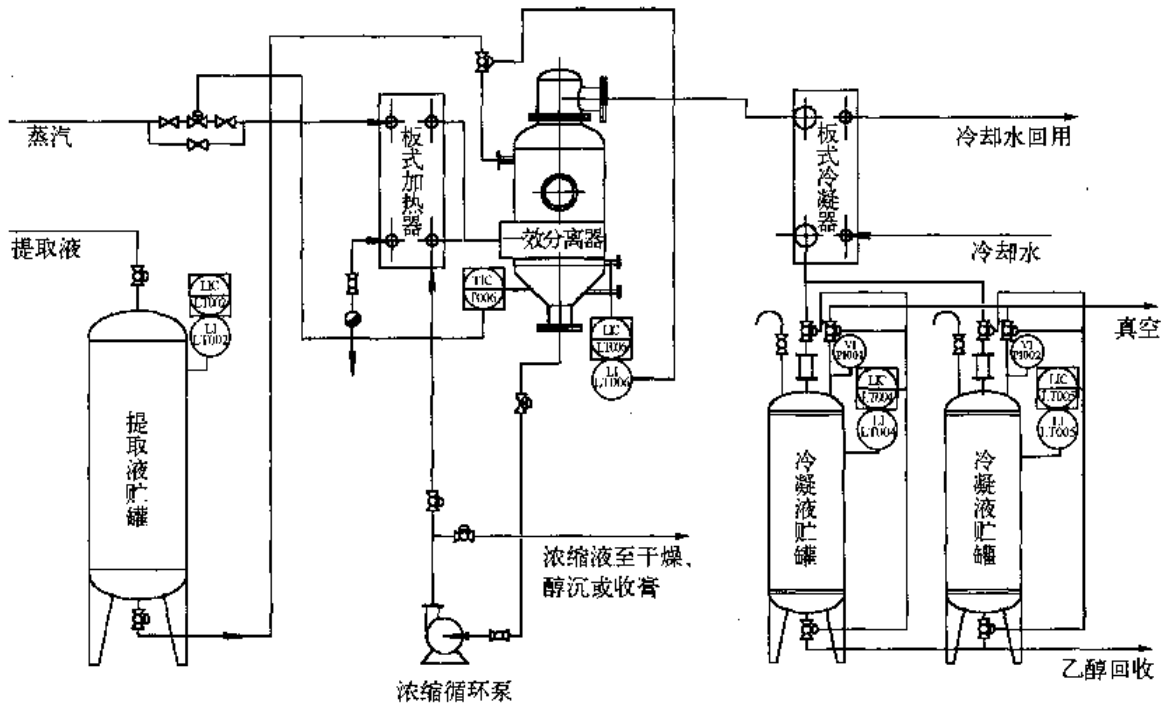 蒸汽
提取液
板式加热器
一效分离器
板式冷凝器
冷却水回用
冷却水
真空
LIC
LT002
LI
LT002
TIC
T006
LIC
LT006
LI
LT006
VI
PI001
VI
PI002
LIC
LT004
LI
LT004
LIC
LT005
LI
LT005
提取液贮罐
冷凝液贮罐
冷凝液贮罐
浓缩液至干燥、
醇沉或收膏
浓缩循环泵
乙醇回收